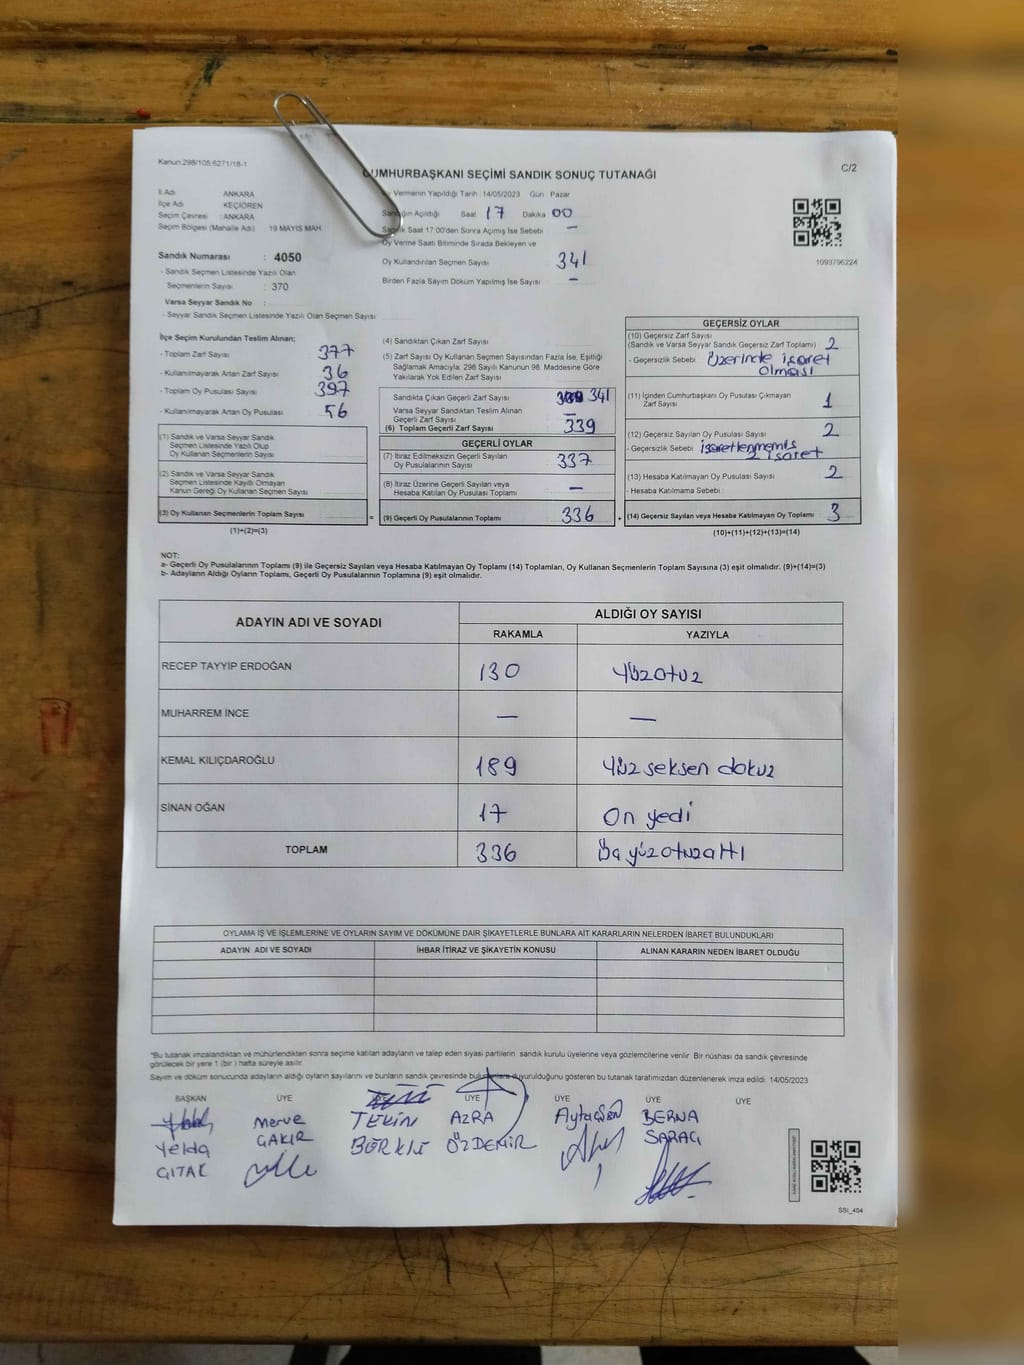 Kanun:298/105;6271/18-1
C/2
CUMHURBAŞKANI SEÇİMİ SANDIK SONUÇ TUTANAĞI
İl Adı ANKARA
İlçe Adı KEÇİÖREN
Seçim Çevresi : ANKARA
Seçim Bölgesi (Mahalle Adı) 19 MAYIS MAH.
Sandık Numarası : 4050
- Sandık Seçmen Listesinde Yazılı Olan
Seçmenlerin Sayısı : 370
Varsa Seyyar Sandık No :
- Seyyar Sandık Seçmen Listesinde Yazılı Olan Seçmen Sayısı
Oy Vermenin Yapıldığı Tarih :14/05/2023 Gün Pazar
Sandığın Açıldığı Saat 17 Dakika 00
Sandık Saat 17:00'den Sonra Açılmış İse Sebebi —
Oy Verme Saati Bitiminde Sırada Bekleyen ve
Oy Kullandırılan Seçmen Sayısı 341
Birden Fazla Sayım Döküm Yapılmış İse Sayısı —
1093796224
İlçe Seçim Kurulundan Teslim Alınan;
- Toplam Zarf Sayısı 377
- Kullanılmayarak Artan Zarf Sayısı 36
- Toplam Oy Pusulası Sayısı 397
- Kullanılmayarak Artan Oy Pusulası 56
(1) Sandık ve Varsa Seyyar Sandık
Seçmen Listesinde Yazılı Olup
Oy Kullanan Seçmenlerin Sayısı
(2) Sandık ve Varsa Seyyar Sandık
Seçmen Listesinde Kayıtlı Olmayan
Kanun Gereği Oy Kullanan Seçmen Sayısı
(3) Oy Kullanan Seçmenlerin Toplam Sayısı
(1)+(2)=(3)
(4) Sandıktan Çıkan Zarf Sayısı
(5) Zarf Sayısı Oy Kullanan Seçmen Sayısından Fazla İse, Eşitliği
Sağlamak Amacıyla; 298 Sayılı Kanunun 98. Maddesine Göre
Yakılarak Yok Edilen Zarf Sayısı
Sandıkta Çıkan Geçerli Zarf Sayısı 341
Varsa Seyyar Sandıktan Teslim Alınan
Geçerli Zarf Sayısı —
(6) Toplam Geçerli Zarf Sayısı 339
GEÇERLİ OYLAR
(7) İtiraz Edilmeksizin Geçerli Sayılan
Oy Pusulalarının Sayısı 337
(8) İtiraz Üzerine Geçerli Sayılan veya
Hesaba Katılan Oy Pusulası Toplamı —
= (9) Geçerli Oy Pusulalarının Toplamı 336 +
GEÇERSİZ OYLAR
(10) Geçersiz Zarf Sayısı
(Sandık ve Varsa Seyyar Sandık Geçersiz Zarf Toplamı) 2
- Geçersizlik Sebebi Üzerinde işaret
olması
(11) İçinden Cumhurbaşkanı Oy Pusulası Çıkmayan
Zarf Sayısı 1
(12) Geçersiz Sayılan Oy Pusulası Sayısı 2
- Geçersizlik Sebebi işaretlenmemiş
2 işaret
(13) Hesaba Katılmayan Oy Pusulası Sayısı 2
- Hesaba Katılmama Sebebi :
(14) Geçersiz Sayılan veya Hesaba Katılmayan Oy Toplamı 3
(10)+(11)+(12)+(13)=(14)
NOT:
a- Geçerli Oy Pusulalarının Toplamı (9) ile Geçersiz Sayılan veya Hesaba Katılmayan Oy Toplamı (14) Toplamları, Oy Kullanan Seçmenlerin Toplam Sayısına (3) eşit olmalıdır. (9)+(14)=(3)
b- Adayların Aldığı Oyların Toplamı, Geçerli Oy Pusulalarının Toplamına (9) eşit olmalıdır.
ADAYIN ADI VE SOYADI ALDIĞI OY SAYISI
RAKAMLA YAZIYLA
RECEP TAYYİP ERDOĞAN 130 Yüzotuz
MUHARREM İNCE — —
KEMAL KILIÇDAROĞLU 189 Yüz seksen dokuz
SİNAN OĞAN 17 On yedi
TOPLAM 336 Üç yüzotuzaltı
OYLAMA İŞ VE İŞLEMLERİNE VE OYLARIN SAYIM VE DÖKÜMÜNE DAİR ŞİKAYETLERLE BUNLARA AİT KARARLARIN NELERDEN İBARET BULUNDUKLARI
ADAYIN ADI VE SOYADI İHBAR İTİRAZ VE ŞİKAYETİN KONUSU ALINAN KARARIN NEDEN İBARET OLDUĞU
*Bu tutanak imzalandıktan ve mühürlendikten sonra seçime katılan adayların ve talep eden siyasi partilerin sandık kurulu üyelerine veya gözlemcilerine verilir. Bir nüshası da sandık çevresinde
görülecek bir yere 1 (bir ) hafta süreyle asılır.
Sayım ve döküm sonucunda adayların aldığı oyların sayılarını ve bunların sandık çevresinde bulunanlara duyurulduğunu gösteren bu tutanak tarafımızdan düzenlenerek imza edildi. 14/05/2023
BAŞKAN ÜYE ÜYE ÜYE ÜYE ÜYE
Yelda Merve TEKİN AZRA BERNA
GITAK ÇAKIR BERKLİ ÖZDEMİR SARAÇ
SSI_404